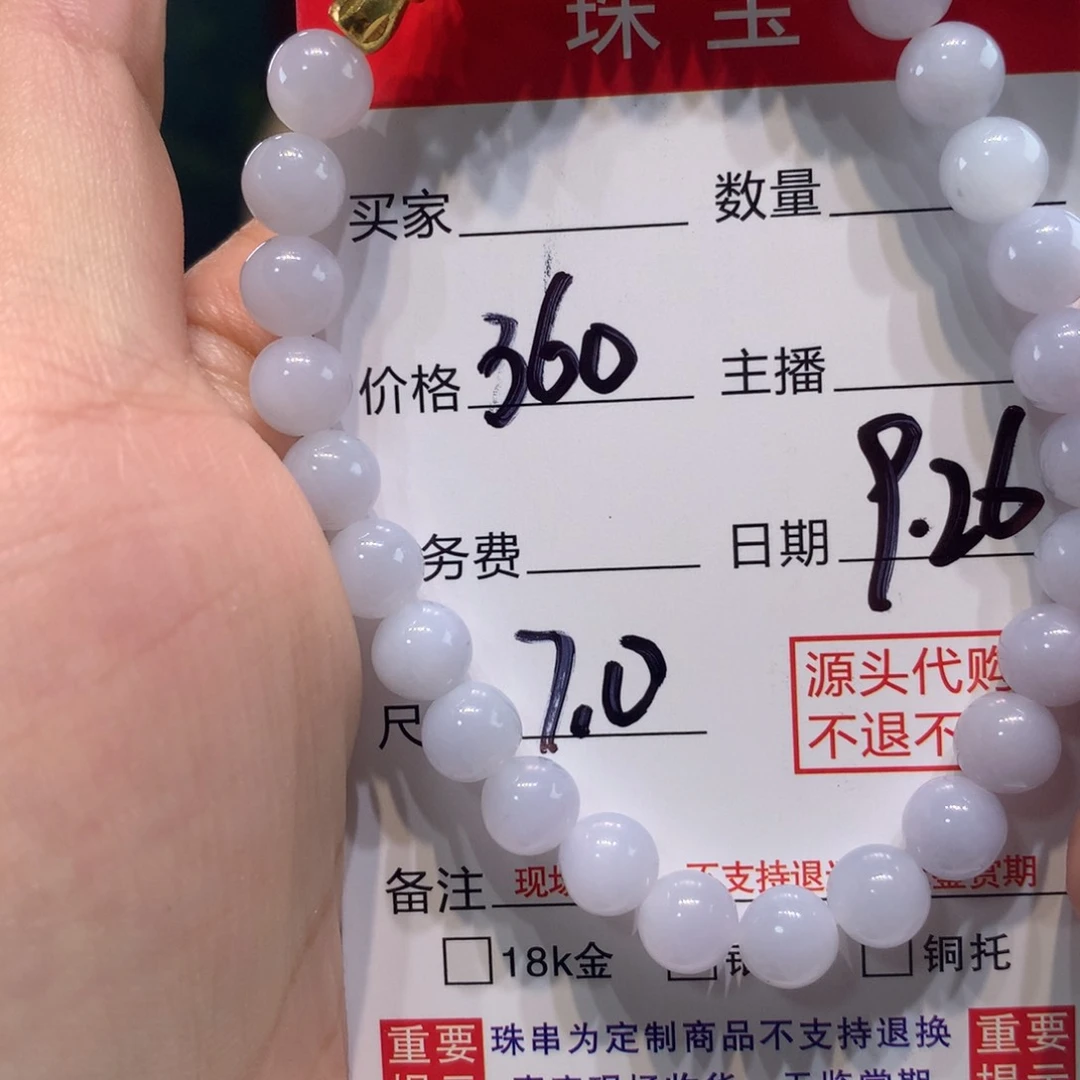 珠宝
买家 数量
价格 360 主播
务费 日期 9.26
尺 7.0
源头代购
不退不
备注 现场 不支持退 鉴赏期
18k金 铜托
重要 珠串为定制商品不支持退换 重要